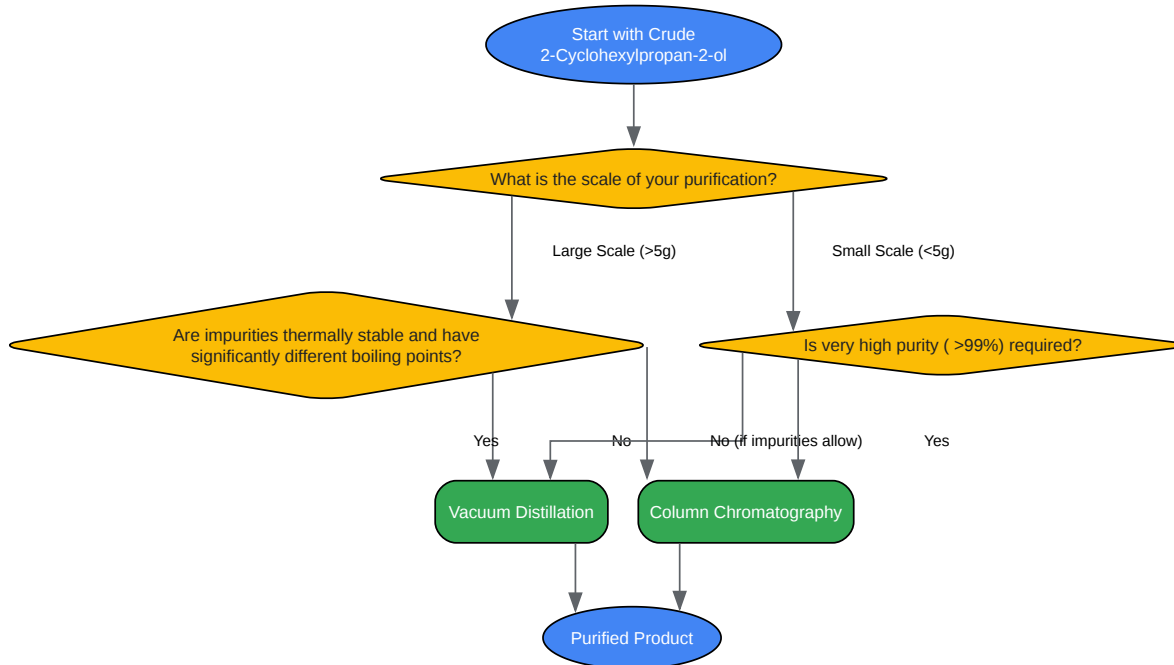 Start with Crude
2-Cyclohexylpropan-2-ol
What is the scale of your purification?
Large Scale (>5g)
Small Scale (<5g)
Are impurities thermally stable and have
significantly different boiling points?
Is very high purity ( >99%) required?
Yes
No
No (if impurities allow)
Yes
Vacuum Distillation
Column Chromatography
Purified Product